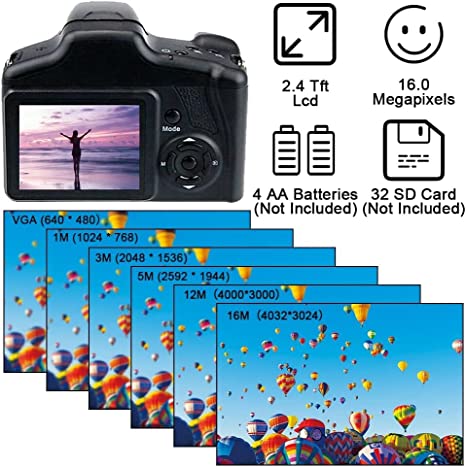 2.4 Tft
Lcd
16.0
Megapixels
Mode
M
4 AA Batteries
(Not Included)
32 SD Card
(Not Included)
VGA (640 * 480)
1M (1024 * 768)
3M (2048 * 1536)
5M (2592 * 1944)
12M (4000*3000)
16M (4032*3024)